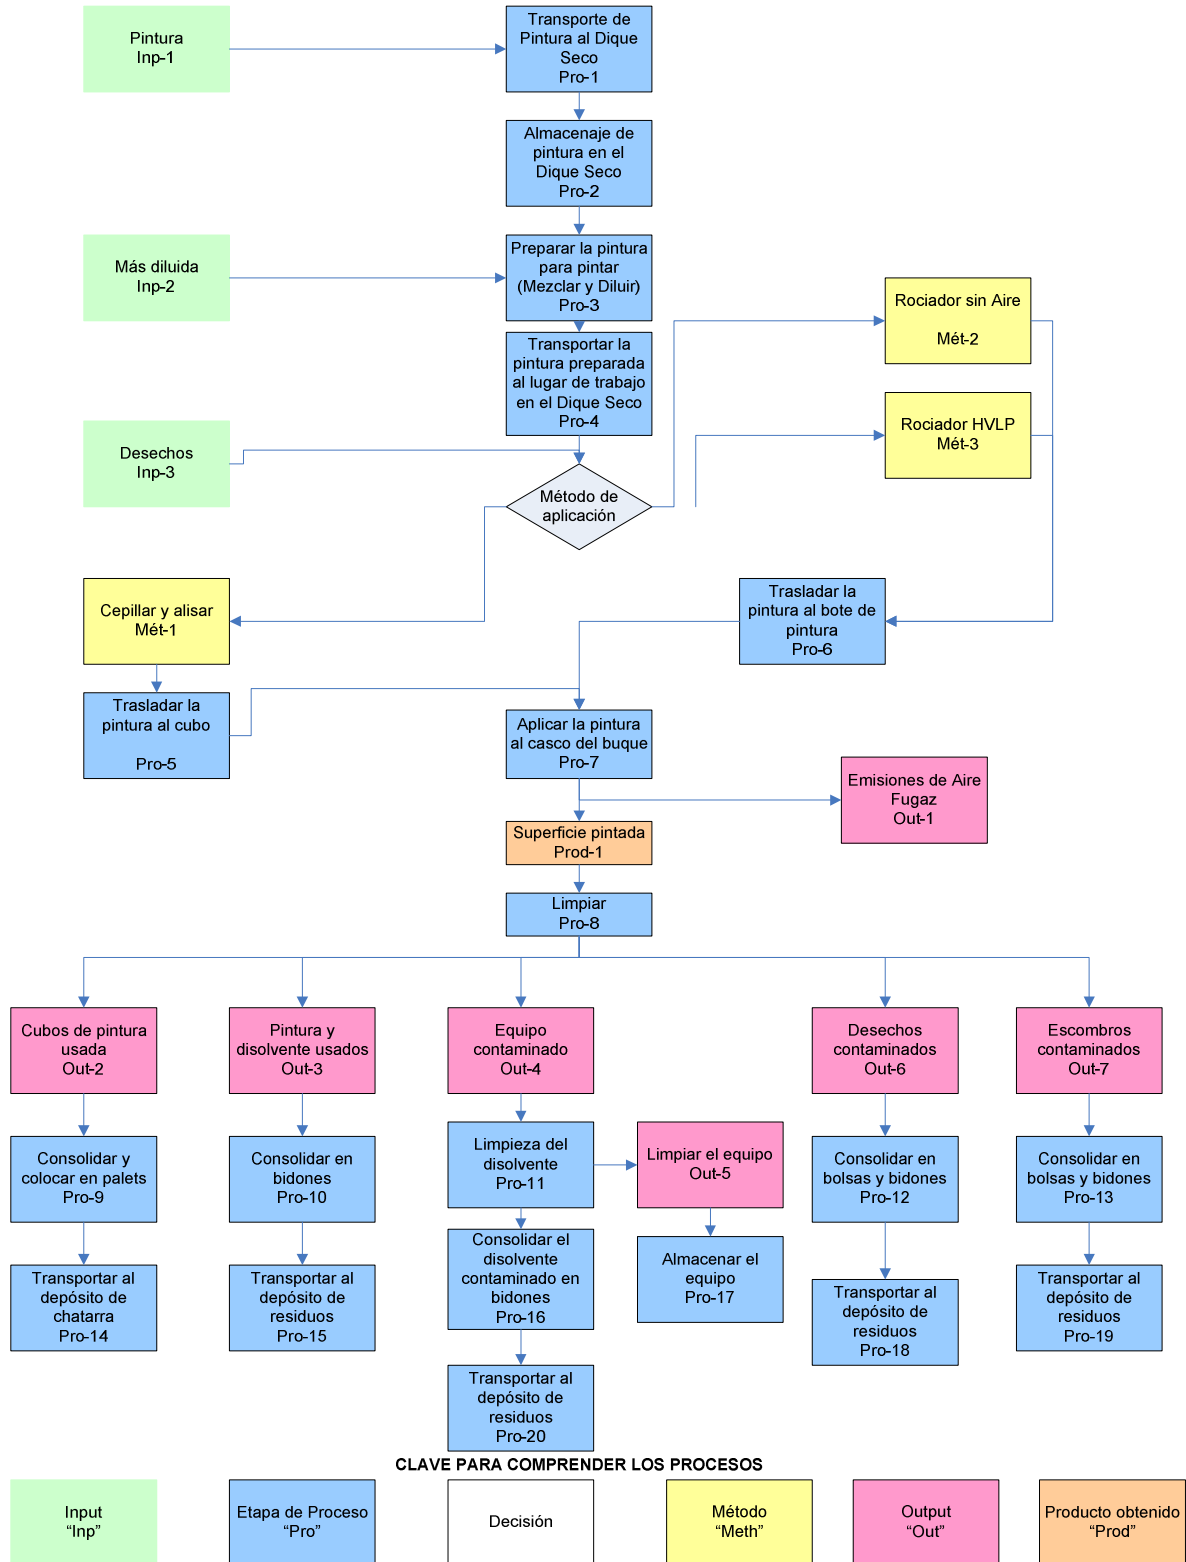 Pintura
Inp-1
Transporte de
Pintura al Dique
Seco
Pro-1
Almacenaje de
pintura en el
Dique Seco
Pro-2
Más diluida
Inp-2
Preparar la pintura
para pintar
(Mezclar y Diluir)
Pro-3
Rociador sin Aire
Mét-2
Transportar la
pintura preparada
al lugar de trabajo
en el Dique Seco
Pro-4
Rociador HVLP
Mét-3
Desechos
Inp-3
Método de
aplicación
Cepillar y alisar
Mét-1
Trasladar la
pintura al bote de
pintura
Pro-6
Trasladar la
pintura al cubo
Pro-5
Aplicar la pintura
al casco del buque
Pro-7
Emisiones de Aire
Fugaz
Out-1
Superficie pintada
Prod-1
Limpiar
Pro-8
Cubos de pintura
usada
Out-2
Pintura y
disolvente usados
Out-3
Equipo
contaminado
Out-4
Desechos
contaminados
Out-6
Escombros
contaminados
Out-7
Consolidar y
colocar en palets
Pro-9
Consolidar en
bidones
Pro-10
Limpieza del
disolvente
Pro-11
Limpiar el equipo
Out-5
Consolidar en
bolsas y bidones
Pro-12
Consolidar en
bolsas y bidones
Pro-13
Transportar al
depósito de
chatarra
Pro-14
Transportar al
depósito de
residuos
Pro-15
Consolidar el
disolvente
contaminado en
bidones
Pro-16
Almacenar el
equipo
Pro-17
Transportar al
depósito de
residuos
Pro-18
Transportar al
depósito de
residuos
Pro-19
Transportar al
depósito de
residuos
Pro-20
CLAVE PARA COMPRENDER LOS PROCESOS
Input
“Inp”
Etapa de Proceso
“Pro”
Decisión
Método
“Meth”
Output
“Out”
Producto obtenido
“Prod”